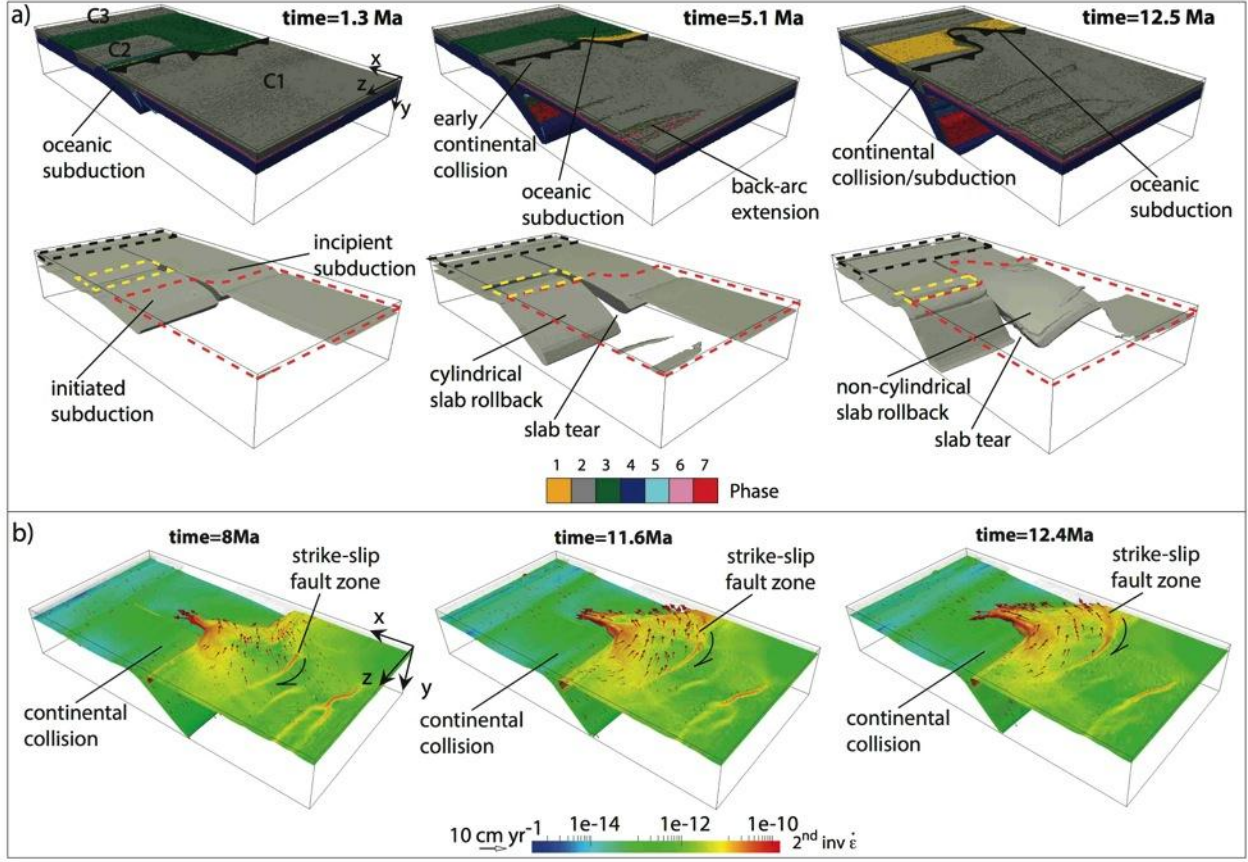 a)
time=1.3 Ma
time=5.1 Ma
time=12.5 Ma
C3
C2
C1
x
z
y
oceanic
subduction
early
continental
collision
oceanic
subduction
back-arc
extension
continental
collision/subduction
oceanic
subduction
incipient
subduction
initiated
subduction
cylindrical
slab rollback
slab tear
non-cylindrical
slab rollback
slab tear
1 2 3 4 5 6 7
Phase
b)
time=8Ma
time=11.6Ma
time=12.4Ma
strike-slip
fault zone
strike-slip
fault zone
strike-slip
fault zone
x
z
y
continental
collision
continental
collision
continental
collision
10 cm yr-1
1e-14 1e-12 1e-10
2nd inv ε̇